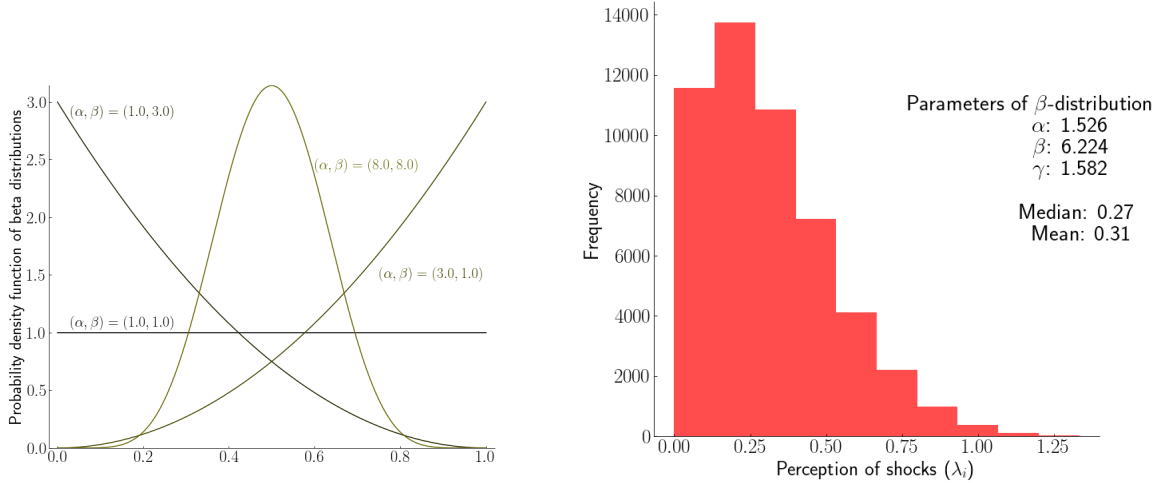 Probability density function of beta distributions
3.0
2.5
2.0
1.5
1.0
0.5
0.0
(α, β) = (1.0, 3.0)
(α, β) = (8.0, 8.0)
(α, β) = (3.0, 1.0)
(α, β) = (1.0, 1.0)
0.0 0.2 0.4 0.6 0.8 1.0
Frequency
14000
12000
10000
8000
6000
4000
2000
0
Parameters of β-distribution
α: 1.526
β: 6.224
γ: 1.582
Median: 0.27
Mean: 0.31
0.00 0.25 0.50 0.75 1.00 1.25
Perception of shocks (λᵢ)